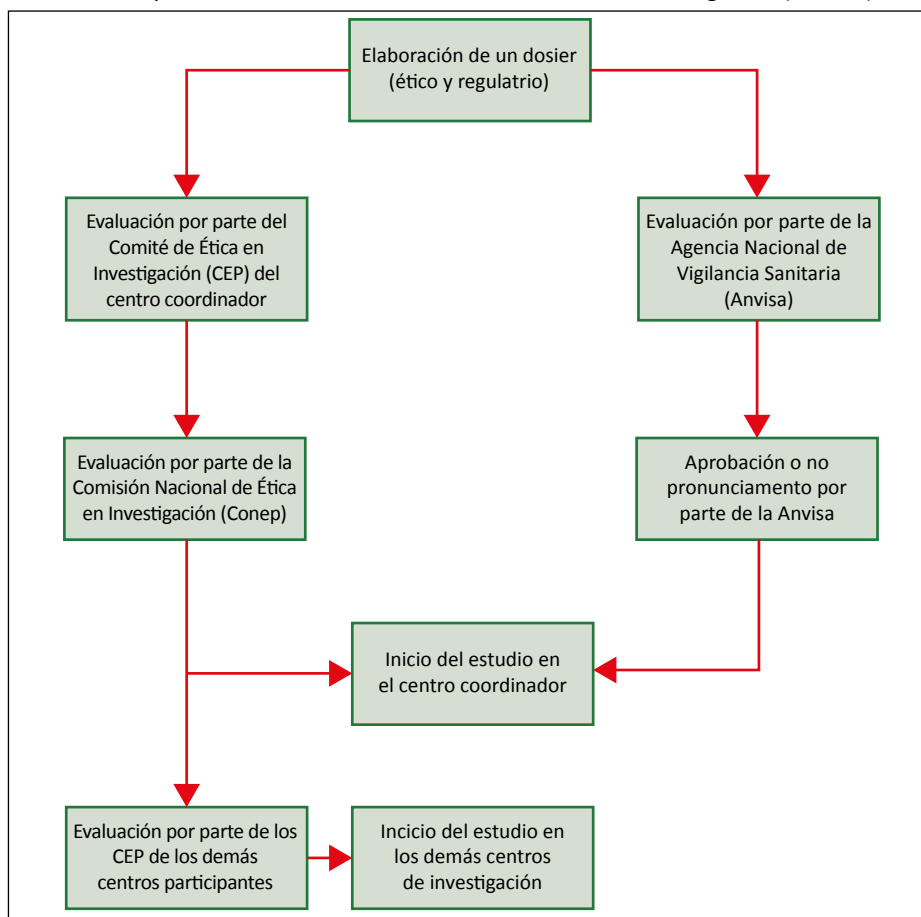 Elaboración de un dosier
(ético y regulatrio)
Evaluación por parte del
Comité de Ética en
Investigación (CEP) del
centro coordinador
Evaluación por parte de la
Agencia Nacional de
Vigilancia Sanitaria
(Anvisa)
Evaluación por parte de la
Comisión Nacional de Ética
en Investigación (Conep)
Aprobación o no
pronunciamento por
parte de la Anvisa
Inicio del estudio en
el centro coordinador
Evaluación por parte de los
CEP de los demás
centros participantes
Incicio del estudio en
los demás centros
de investigación